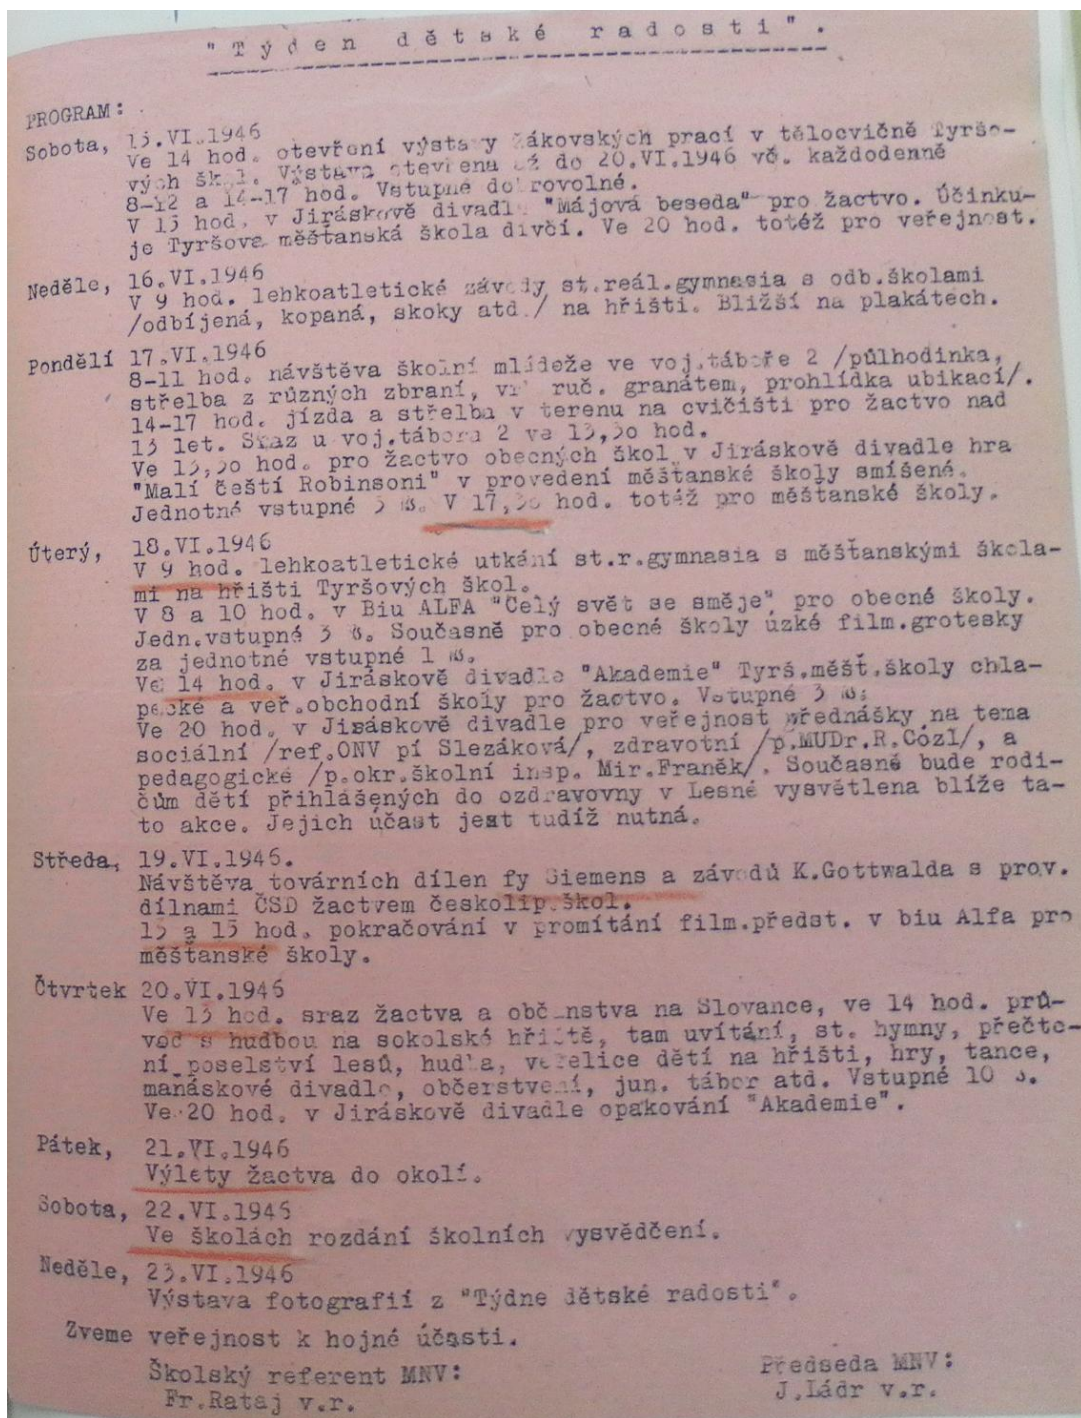 "Týden dětské radosti".
PROGRAM:
Sobota, 15.VI.1946
Ve 14 hod. otevření výstavy žákovských prací v tělocvičně Tyršo-
vých škol. Výstava otevřena až do 20.VI.1946 vč. každodenně
8-12 a 14-17 hod. Vstupné dobrovolné.
V 15 hod. v Jiráskově divadle "Májová beseda" pro žactvo. Účinku-
je Tyršova měšťanská škola dívčí. Ve 20 hod. totéž pro veřejnost.
Neděle, 16.VI.1946
V 9 hod. lehkoatletické závody st.reál.gymnasia s odb.školami
/odbíjená, kopaná, skoky atd./ na hřišti. Bližší na plakátech.
Pondělí 17.VI.1946
8-11 hod. návštěva školní mládeže ve voj.táboře 2 /půlhodinka,
střelba z různých zbraní, vrh ruč. granátem, prohlídka ubikací/.
14-17 hod. jízda a střelba v terenu na cvičišti pro žactvo nad
13 let. Sraz u voj.tábora 2 ve 13,30 hod.
Ve hod. pro žactvo obecných škol v Jiráskově divadle hra
"Malí čeští Robinsoni" v provedení měšťanské školy smíšené.
Jednotné vstupné 3 Kčs. V 17,30 hod. totéž pro měšťanské školy.
Úterý, 18.VI.1946
V 9 hod. lehkoatletické utkání st.r.gymnasia s měšťanskými škola-
mi na hřišti Tyršových škol.
V 8 a 10 hod. v Biu ALFA "Celý svět se směje" pro obecné školy.
Jedn.vstupné 3 Kčs. Současně pro obecné školy úzké film.grotesky
za jednotné vstupné 1 Kčs.
Ve 14 hod. v Jiráskově divadle "Akademie" Tyrš.měšť.školy chla-
pecké a veř.obchodní školy pro žactvo. Vstupné 3 Kčs.
Ve 20 hod. v Jiráskově divadle pro veřejnost přednášky na tema
sociální /ref.ONV pí Slezáková/, zdravotní /p.MUDr.R.Cózl/, a
pedagogické /p.okr.školní insp. Mir.Franěk/. Současně bude rodi-
čům dětí přihlášených do ozdravovny v Lesné vysvětlena blíže ta-
to akce. Jejich účast jest tudíž nutná.
Středa, 19.VI.1946.
Návštěva továrních dílen fy Siemens a závodů K.Gottwalda s prov.
dílnami ČSD žactvem českolip.škol.
13 a 15 hod. pokračování v promítání film.předst. v biu Alfa pro
měšťanské školy.
Čtvrtek 20.VI.1946
Ve 13 hod. sraz žactva a občanstva na Slovance, ve 14 hod. prů-
vod s hudbou na sokolské hřiště, tam uvítání, st. hymny, přečte-
ní poselství lesů, hudba, veselice dětí na hřišti, hry, tance,
maňáskové divadlo, občerstvení, jun. tábor atd. Vstupné 10 Kčs.
Ve 20 hod. v Jiráskově divadle opakování "Akademie".
Pátek, 21.VI.1946
Výlety žactva do okolí.
Sobota, 22.VI.1946
Ve školách rozdání školních vysvědčení.
Neděle, 23.VI.1946
Výstava fotografií z "Týdne dětské radosti".
Zveme veřejnost k hojné účasti.
Školský referent MNV:
Předseda MNV:
Fr.Rataj v.r.
J.Ládr v.r.